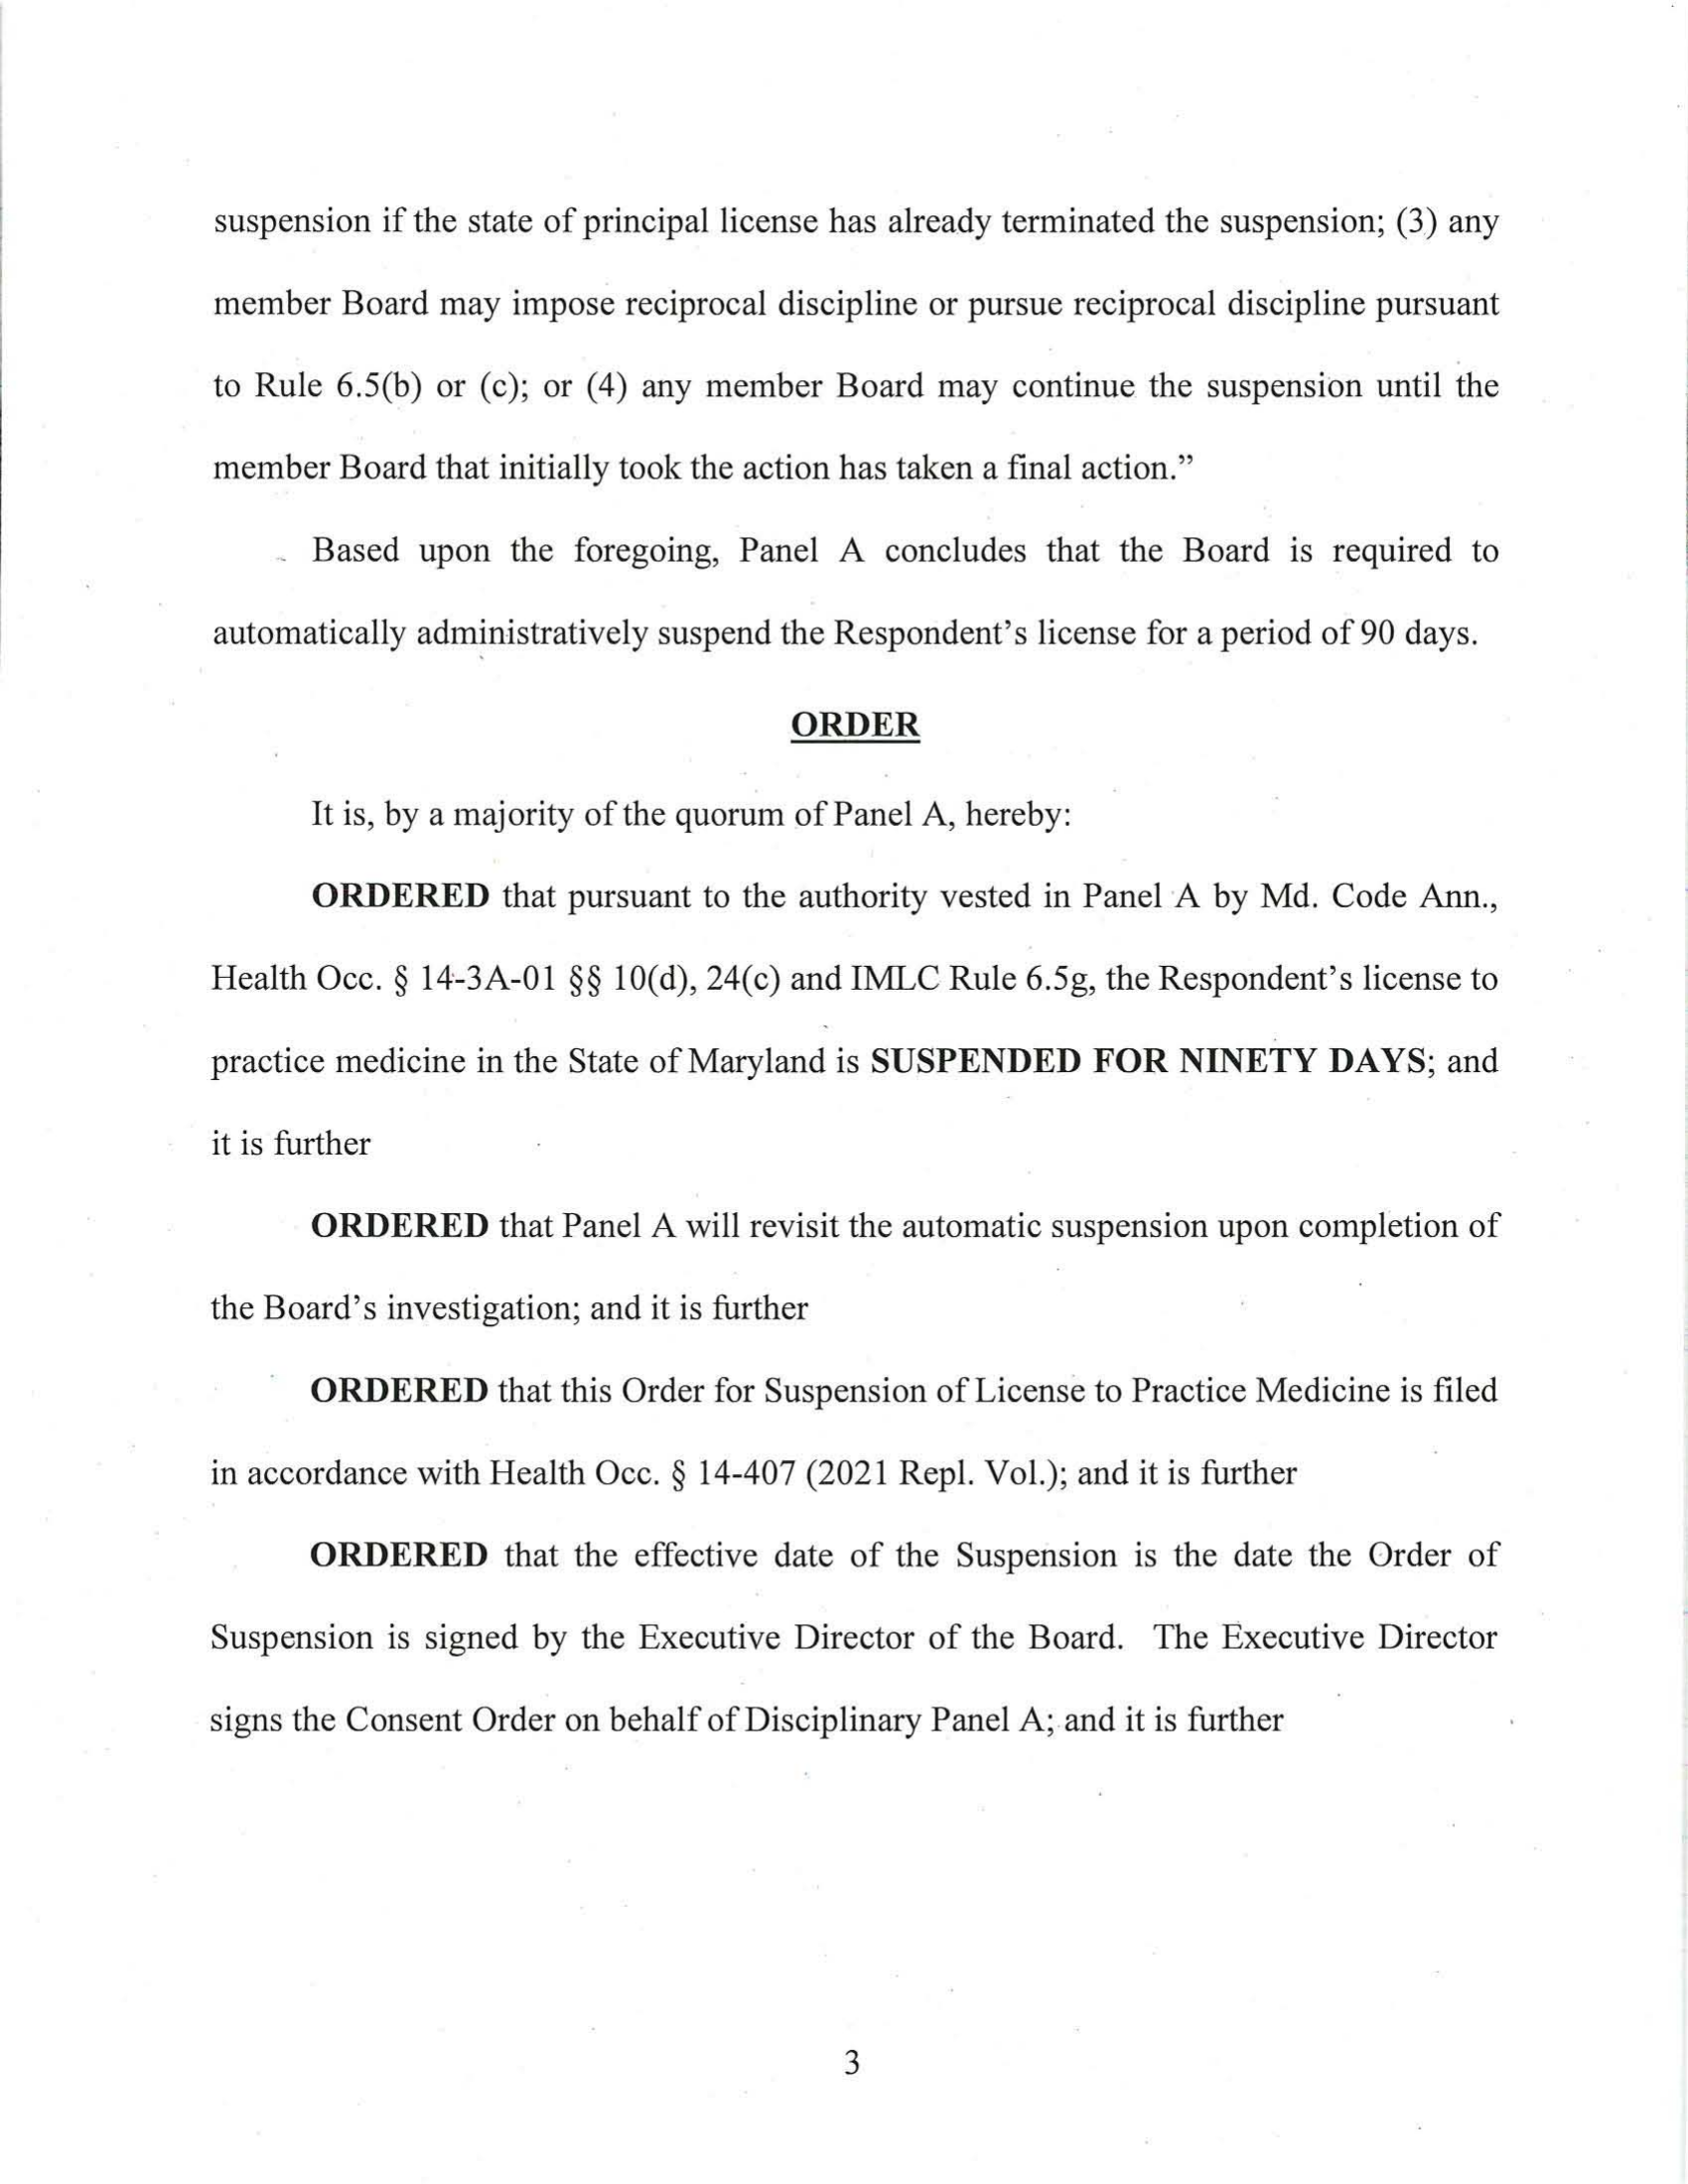 suspension if the state of principal license has already terminated the suspension; (3) any
member Board may impose reciprocal discipline or pursue reciprocal discipline pursuant
to Rule 6.5(b) or (c); or (4) any member Board may continue the suspension until the
member Board that initially took the action has taken a final action.”
Based upon the foregoing, Panel A concludes that the Board is required to
automatically administratively suspend the Respondent’s license for a period of 90 days.
ORDER
It is, by a majority of the quorum of Panel A, hereby:
ORDERED that pursuant to the authority vested in Panel A by Md. Code Ann.,
Health Occ. § 14-3A-01 §§ 10(d), 24(c) and IMLC Rule 6.5g, the Respondent’s license to
practice medicine in the State of Maryland is SUSPENDED FOR NINETY DAYS; and
it is further
ORDERED that Panel A will revisit the automatic suspension upon completion of
the Board’s investigation; and it is further
ORDERED that this Order for Suspension of License to Practice Medicine is filed
in accordance with Health Occ. § 14-407 (2021 Repl. Vol.); and it is further
ORDERED that the effective date of the Suspension is the date the Order of
Suspension is signed by the Executive Director of the Board. The Executive Director
signs the Consent Order on behalf of Disciplinary Panel A; and it is further
3